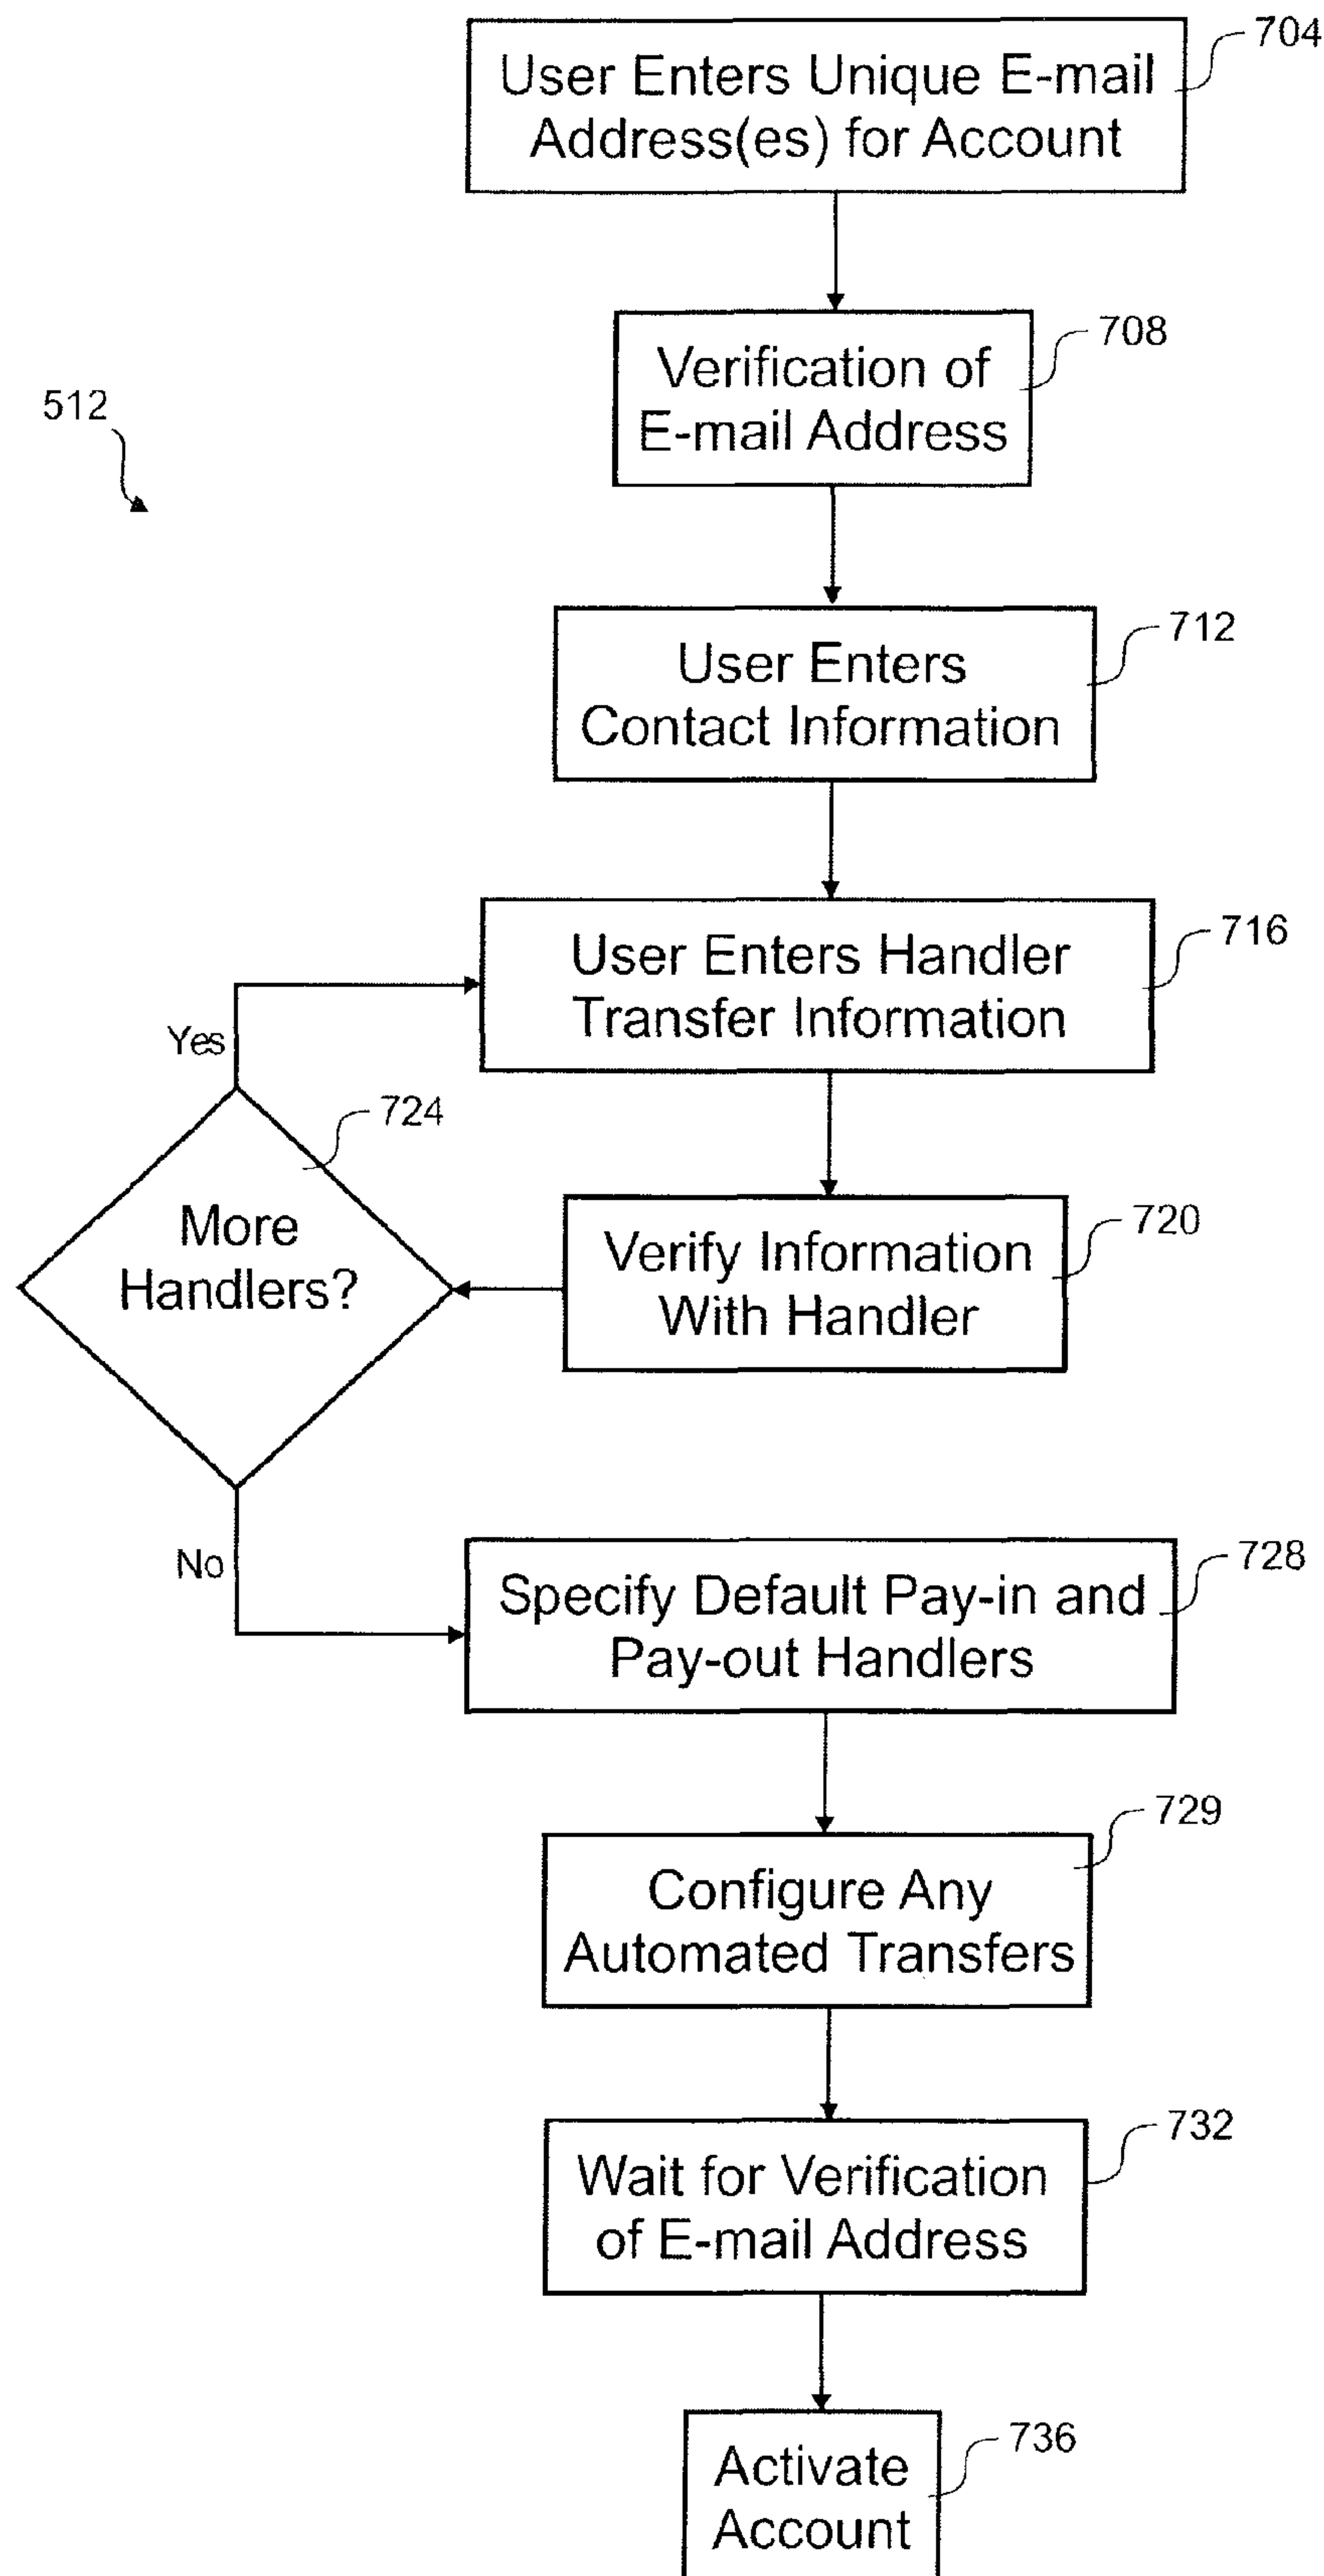 704
User Enters Unique E-mail
Address(es) for Account
708
Verification of
E-mail Address
512
712
User Enters
Contact Information
716
User Enters Handler
Transfer Information
Yes
724
More
Handlers?
720
Verify Information
With Handler
No
728
Specify Default Pay-in and
Pay-out Handlers
729
Configure Any
Automated Transfers
732
Wait for Verification
of E-mail Address
736
Activate
Account